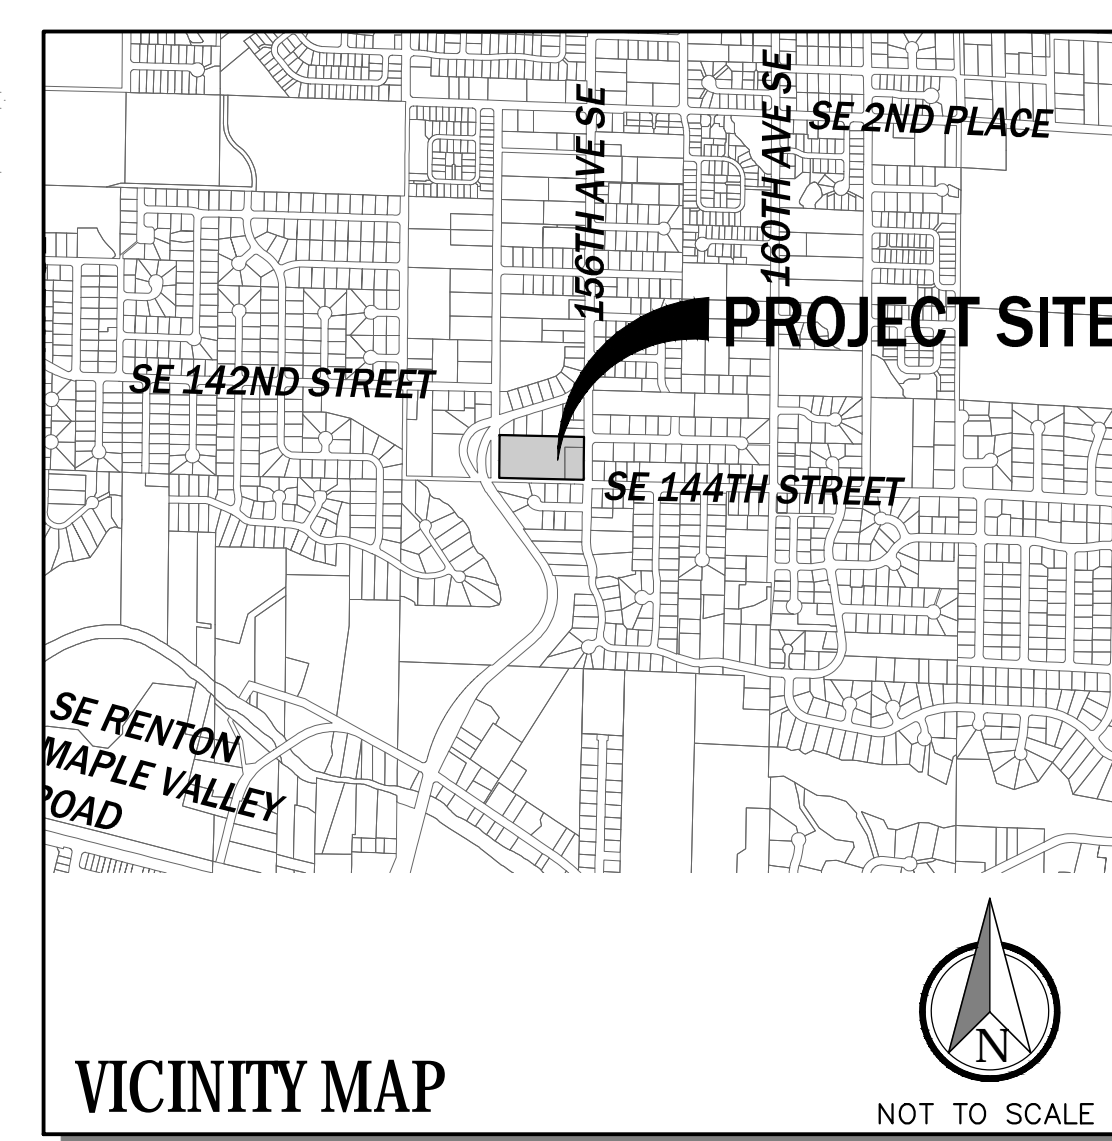 156TH AVE SE
160TH AVE SE
SE 2ND PLACE
PROJECT SITE
SE 142ND STREET
SE 144TH STREET
SE RENTON
MAPLE VALLEY
ROAD
N
VICINITY MAP
NOT TO SCALE